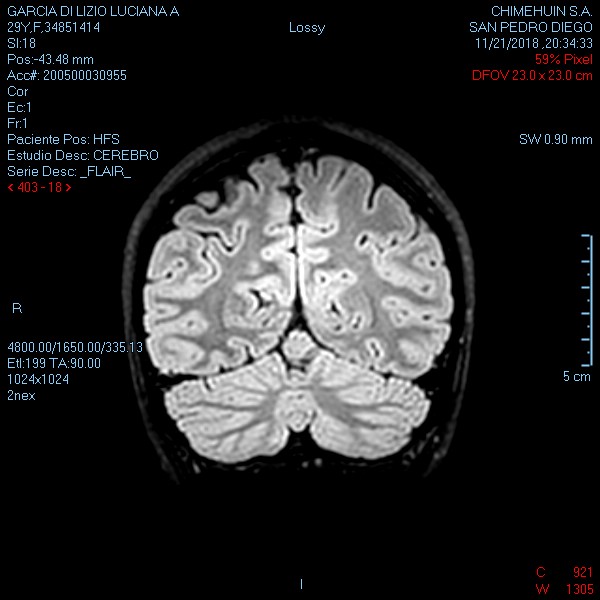 GARCIA DI LIZIO LUCIANA A
29Y,F,34851414
Sl:18
Pos:-43.48 mm
Acc#: 200500030955
Cor
Ec:1
Fr:1
Paciente Pos: HFS
Estudio Desc: CEREBRO
Serie Desc: _FLAIR_
< 403 - 18 >
Lossy
CHIMEHUIN S.A.
SAN PEDRO DIEGO
11/21/2018 ,20:34:33
59% Pixel
DFOV 23.0 x 23.0 cm
SW 0.90 mm
R
4800.00/1650.00/335.13
Etl:199 TA:90.00
1024x1024
2nex
5 cm
I
C 921
W 1305